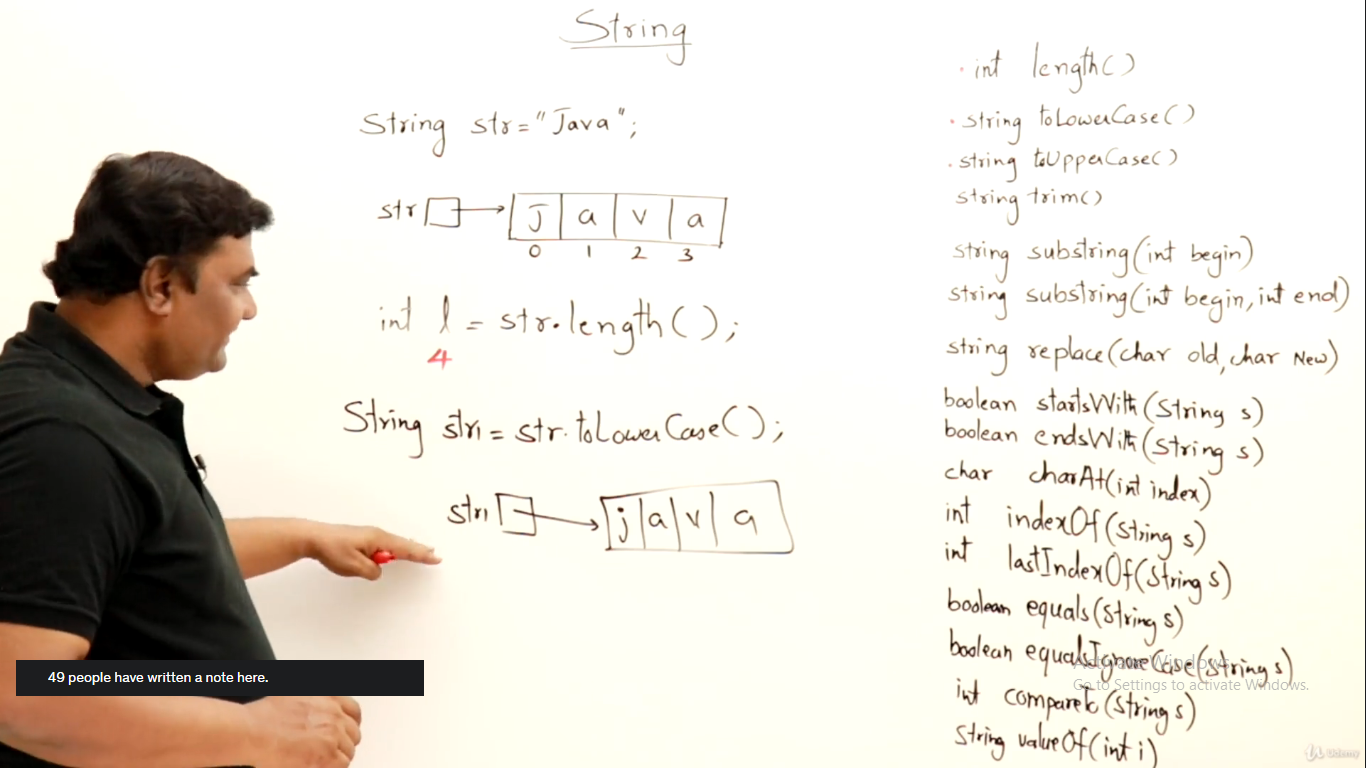 String
String str="Java";
str
J a v a
0 1 2 3
int l = str.length();
4
String str1 = str.toLowerCase();
str1
j a v a
int length()
string toLowerCase()
string toUpperCase()
string trim()
string substring(int begin)
string substring(int begin, int end)
string replace(char old, char New)
boolean startsWith(String s)
boolean endsWith(String s)
char charAt(int index)
int indexOf(String s)
int lastIndexOf(String s)
boolean equals(String s)
boolean equalsIgnoreCase(String s)
int compareto(String s)
String valueOf(int i)
49 people have written a note here.
Activate Windows
Go to Settings to activate Windows.
Udemy